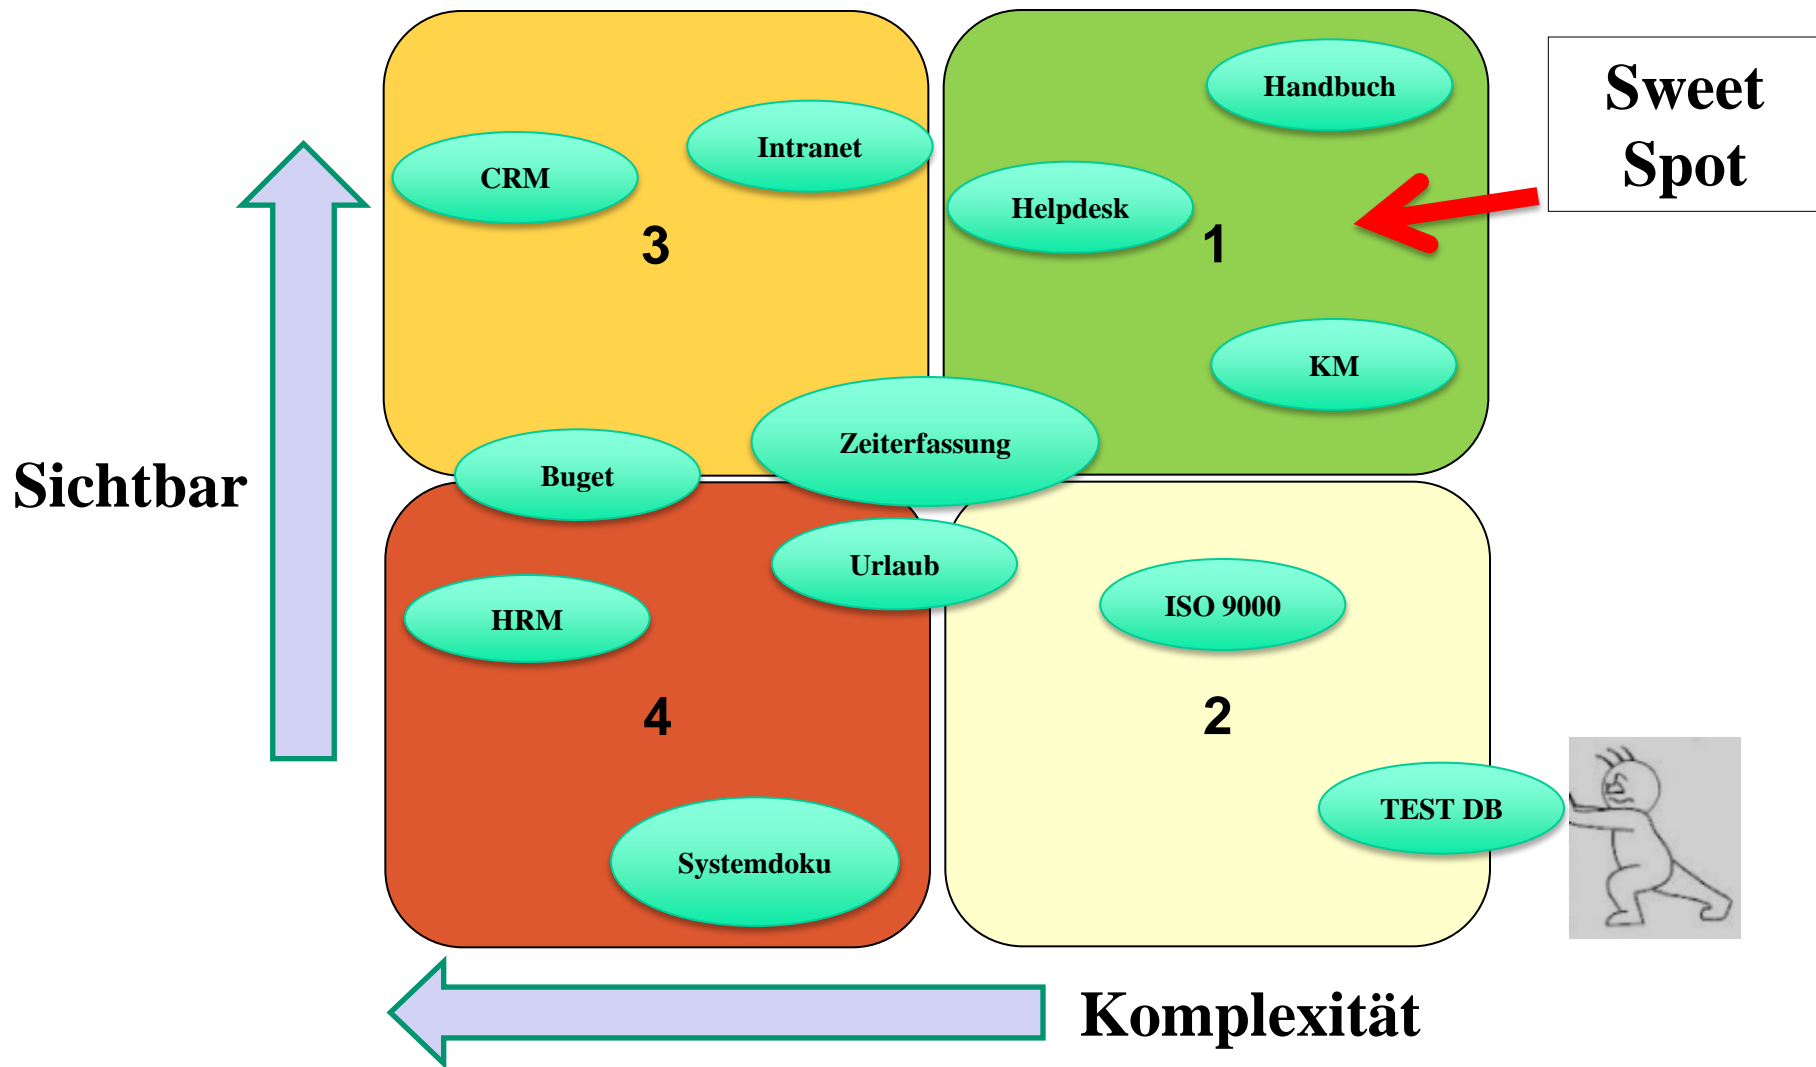 Handbuch
Sweet
Spot
Intranet
CRM
Helpdesk
3
1
KM
Zeiterfassung
Buget
Sichtbar
Urlaub
ISO 9000
HRM
4
2
TEST DB
Systemdoku
Komplexität